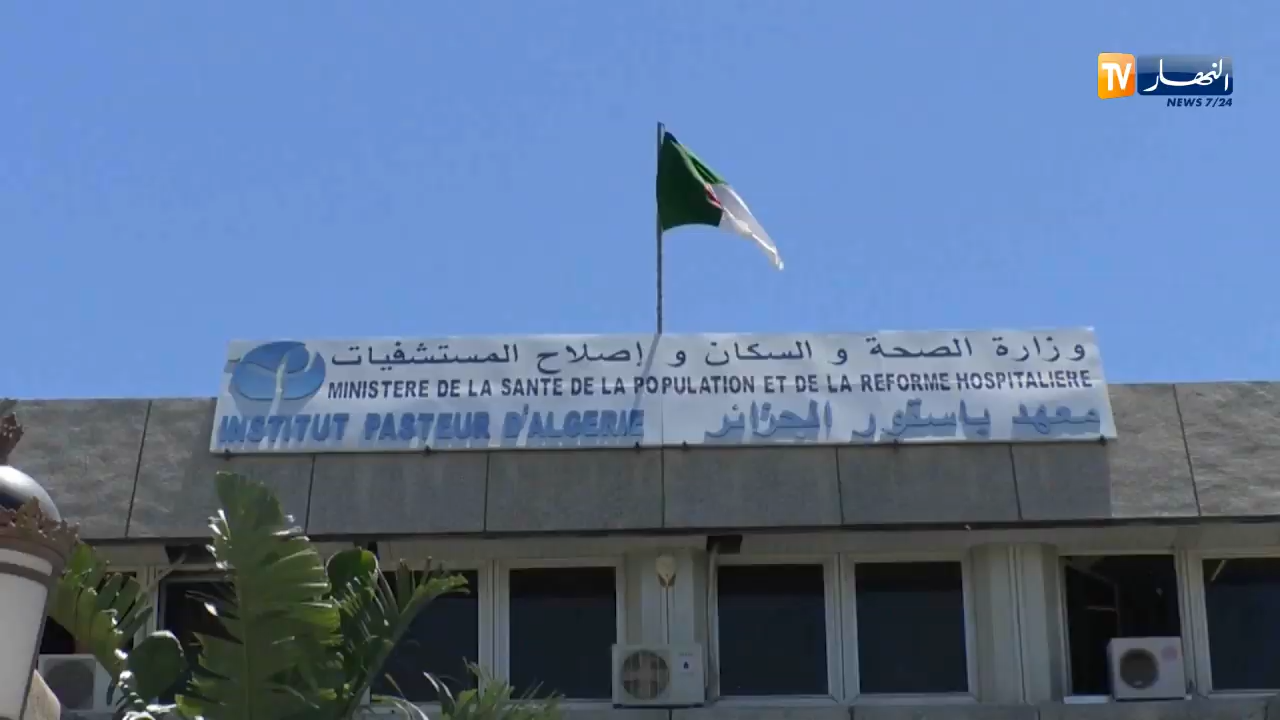 TV النهار
NEWS 7/24
وزارة الصحة و السكان و إصلاح المستشفيات
MINISTERE DE LA SANTE DE LA POPULATION ET DE LA REFORME HOSPITALIERE
INSTITUT PASTEUR D'ALGERIE معهد باستور الجزائر